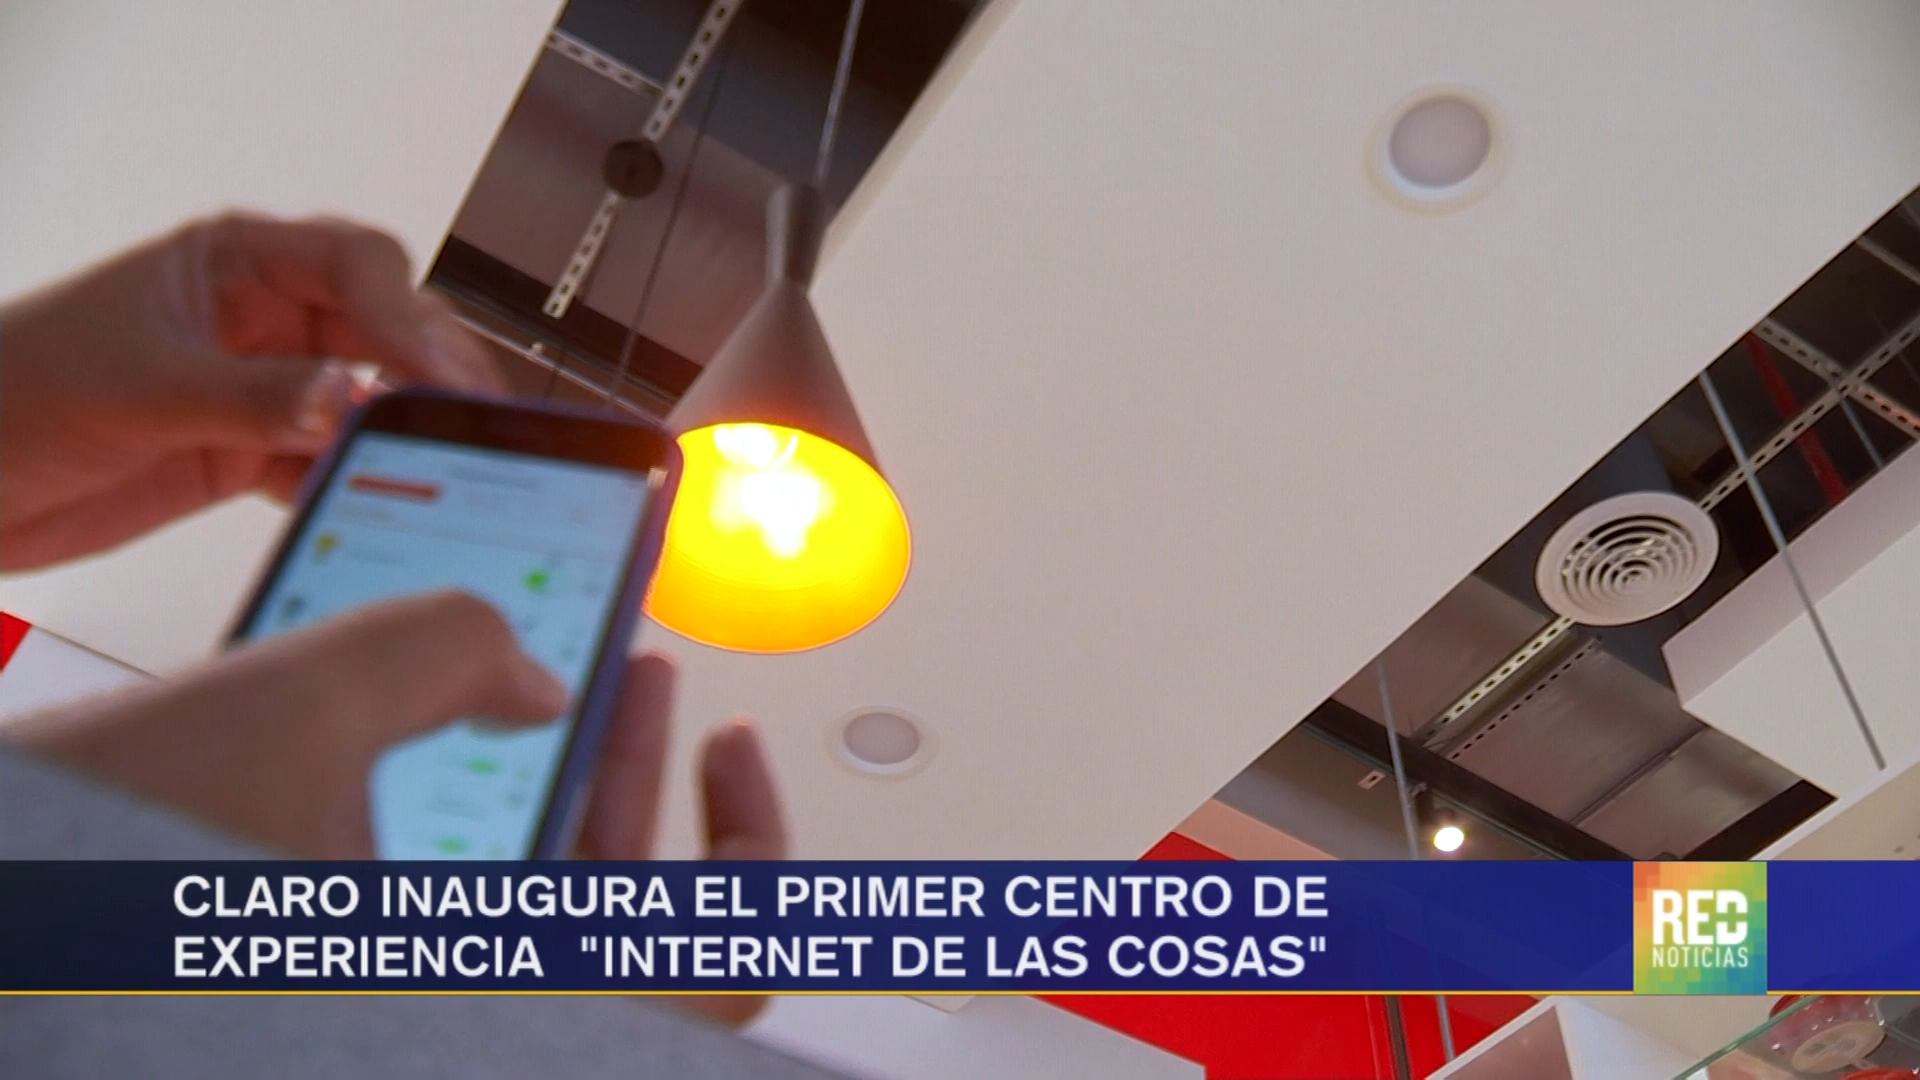 CLARO INAUGURA EL PRIMER CENTRO DE
EXPERIENCIA "INTERNET DE LAS COSAS"
RED
NOTICIAS